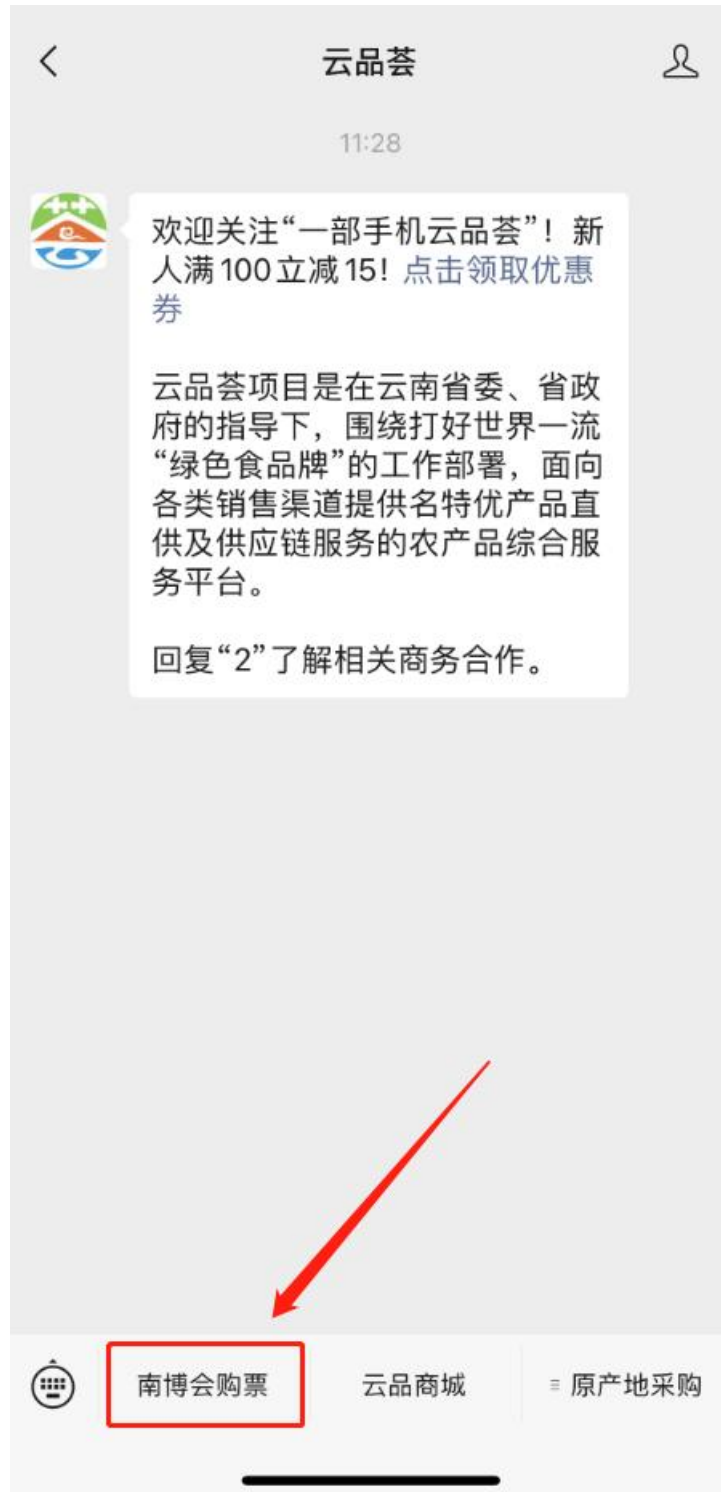 云品荟
11:28
欢迎关注“一部手机云品荟”！新
人满100立减15！点击领取优惠
券
云品荟项目是在云南省委、省政
府的指导下，围绕打好世界一流
“绿色食品牌”的工作部署，面向
各类销售渠道提供名特优产品直
供及供应链服务的农产品综合服
务平台。
回复“2”了解相关商务合作。
南博会购票
云品商城
原产地采购